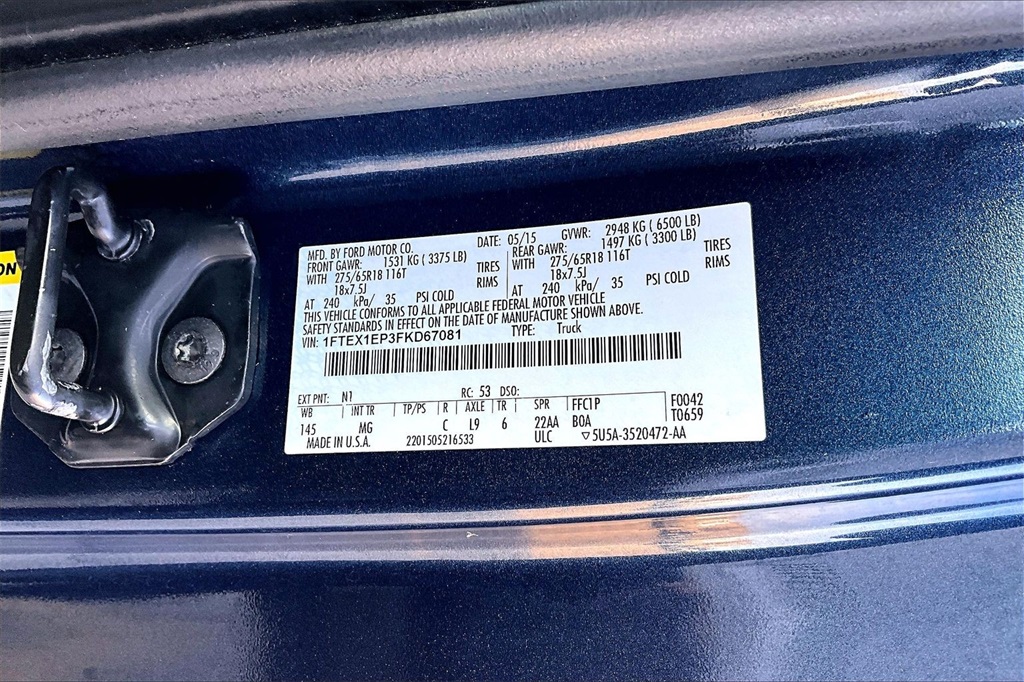 ON
MFD. BY FORD MOTOR CO. DATE: 05/15 GVWR: 2948 KG ( 6500 LB)
FRONT GAWR: 1531 KG ( 3375 LB) REAR GAWR: 1497 KG ( 3300 LB)
WITH 275/65R18 116T TIRES WITH 275/65R18 116T TIRES
18x7.5J RIMS 18x7.5J RIMS
AT 240 kPa/ 35 PSI COLD AT 240 kPa/ 35 PSI COLD
THIS VEHICLE CONFORMS TO ALL APPLICABLE FEDERAL MOTOR VEHICLE
SAFETY STANDARDS IN EFFECT ON THE DATE OF MANUFACTURE SHOWN ABOVE.
VIN: 1FTEX1EP3FKD67081 TYPE: Truck
EXT PNT: N1 RC: 53 DSO:
WB INT TR TP/PS R AXLE TR SPR FFC1P F0042
145 MG C L9 6 22AA B0A T0659
MADE IN U.S.A. 2201505216533 ULC ▽5U5A-3520472-AA